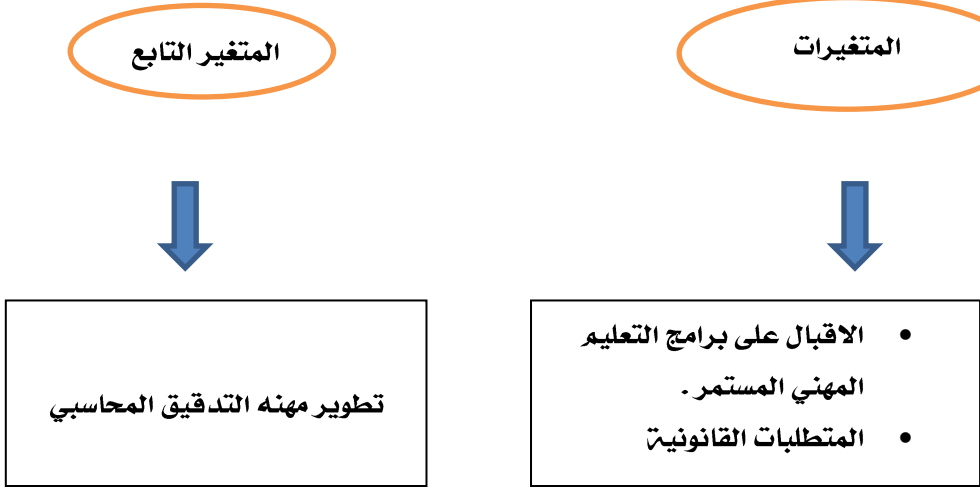 المتغيرات
المتغير التابع
• الاقبال على برامج التعليم
المهني المستمر .
• المتطلبات القانونية
تطوير مهنه التدقيق المحاسبي